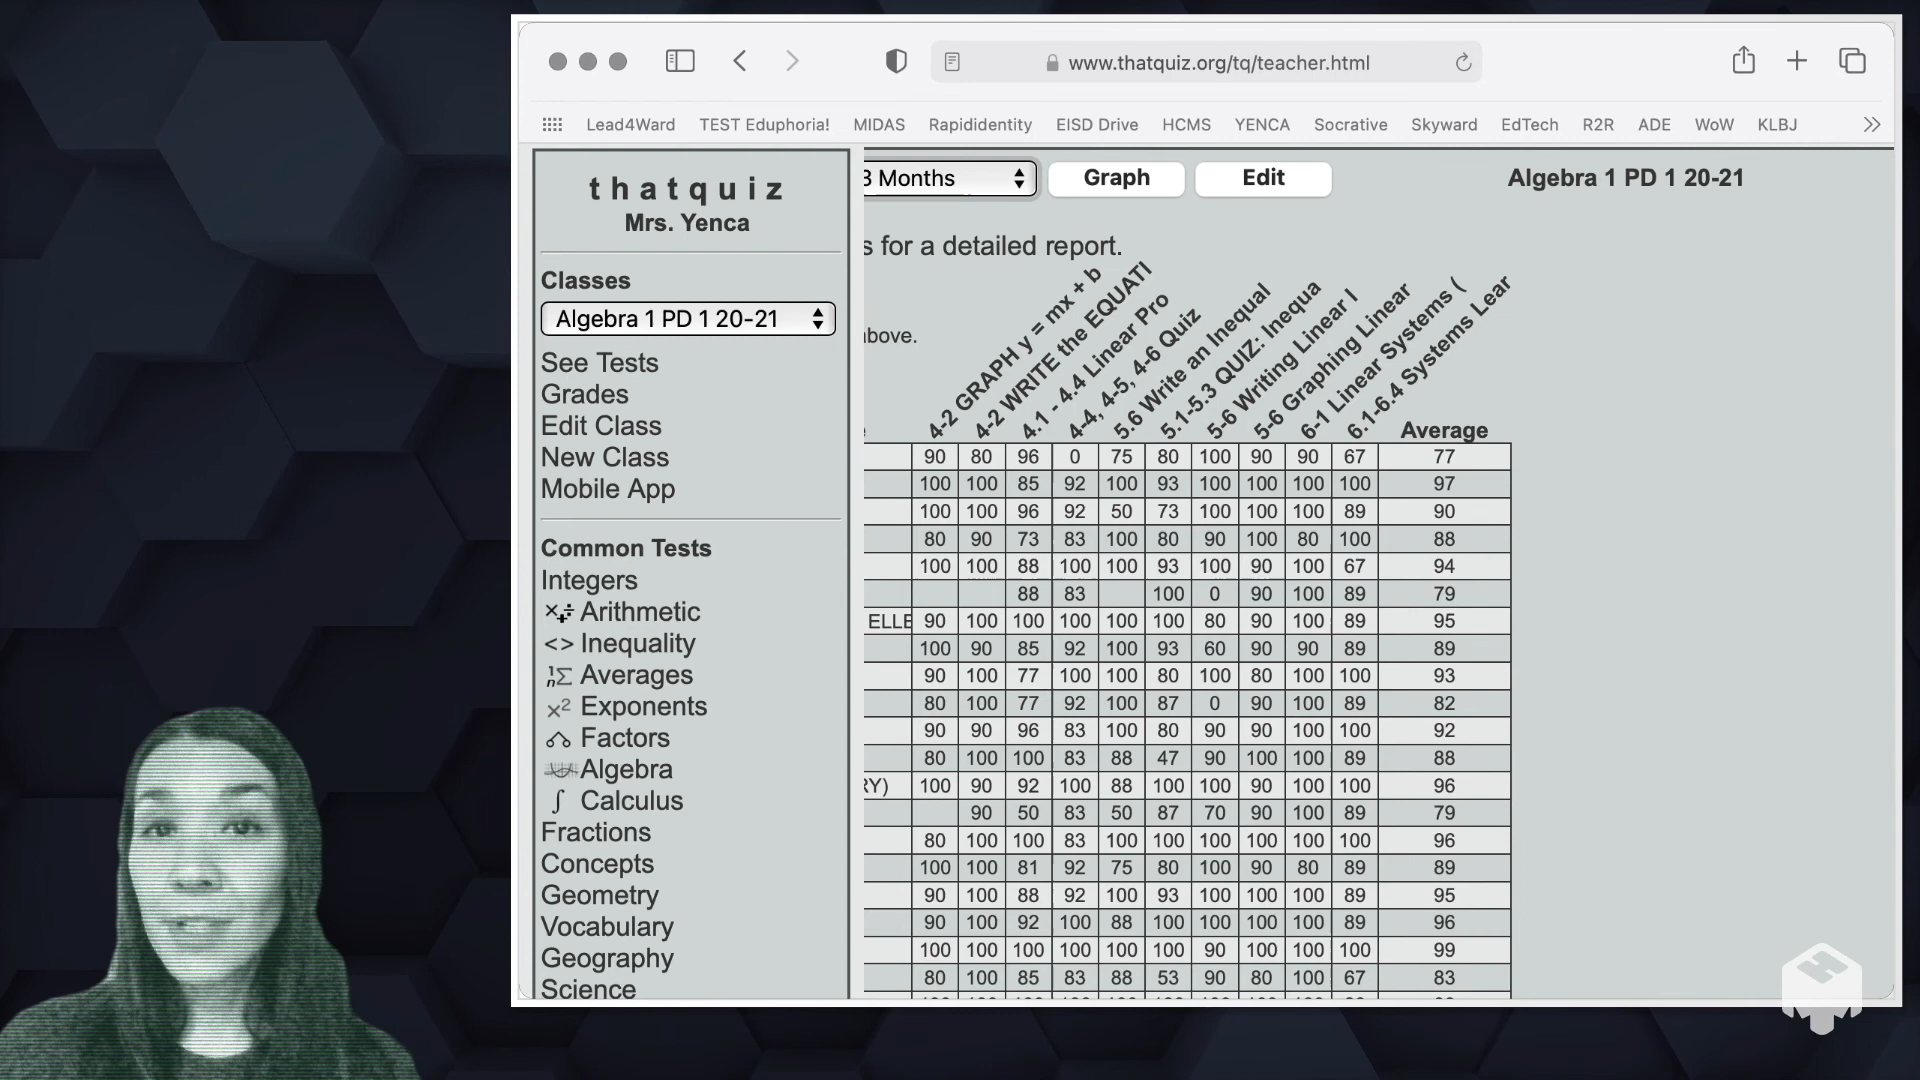 www.thatquiz.org/tq/teacher.html
Lead4Ward TEST Eduphoria! MIDAS Rapididentity EISD Drive HCMS YENCA Socrative Skyward EdTech R2R ADE WoW KLBJ
thatquiz
Mrs. Yenca
Classes
Algebra 1 PD 1 20-21
See Tests
Grades
Edit Class
New Class
Mobile App
Common Tests
Integers
Arithmetic
<> Inequality
Averages
x² Exponents
Factors
Algebra
∫ Calculus
Fractions
Concepts
Geometry
Vocabulary
Geography
Science
3 Months Graph Edit Algebra 1 PD 1 20-21
s for a detailed report.
above.
4-2 GRAPH y = mx + b
4-2 WRITE the EQUATI
4.1 - 4.4 Linear Pro
4-4, 4-5, 4-6 Quiz
5.6 Write an Inequal
5.1-5.3 QUIZ: Inequa
5-6 Writing Linear I
5-6 Graphing Linear
6-1 Linear Systems (
6.1-6.4 Systems Lear
Average
90 80 96 0 75 80 100 90 90 67 77
100 100 85 92 100 93 100 100 100 100 97
100 100 96 92 50 73 100 100 100 89 90
80 90 73 83 100 80 90 100 80 100 88
100 100 88 100 100 93 100 90 100 67 94
88 83 100 0 90 100 89 79
ELLE 90 100 100 100 100 100 80 90 100 89 95
100 90 85 92 100 93 60 90 90 89 89
90 100 77 100 100 80 100 80 100 100 93
80 100 77 92 100 87 0 90 100 89 82
90 90 96 83 100 80 90 90 100 100 92
80 100 100 83 88 47 90 100 100 89 88
RY) 100 90 92 100 88 100 100 90 100 100 96
90 50 83 50 87 70 90 100 89 79
80 100 100 83 100 100 100 100 100 100 96
100 100 81 92 75 80 100 90 80 89 89
90 100 88 92 100 93 100 100 100 89 95
90 100 92 100 88 100 100 100 100 89 96
100 100 100 100 100 100 90 100 100 100 99
80 100 85 83 88 53 90 80 100 67 83